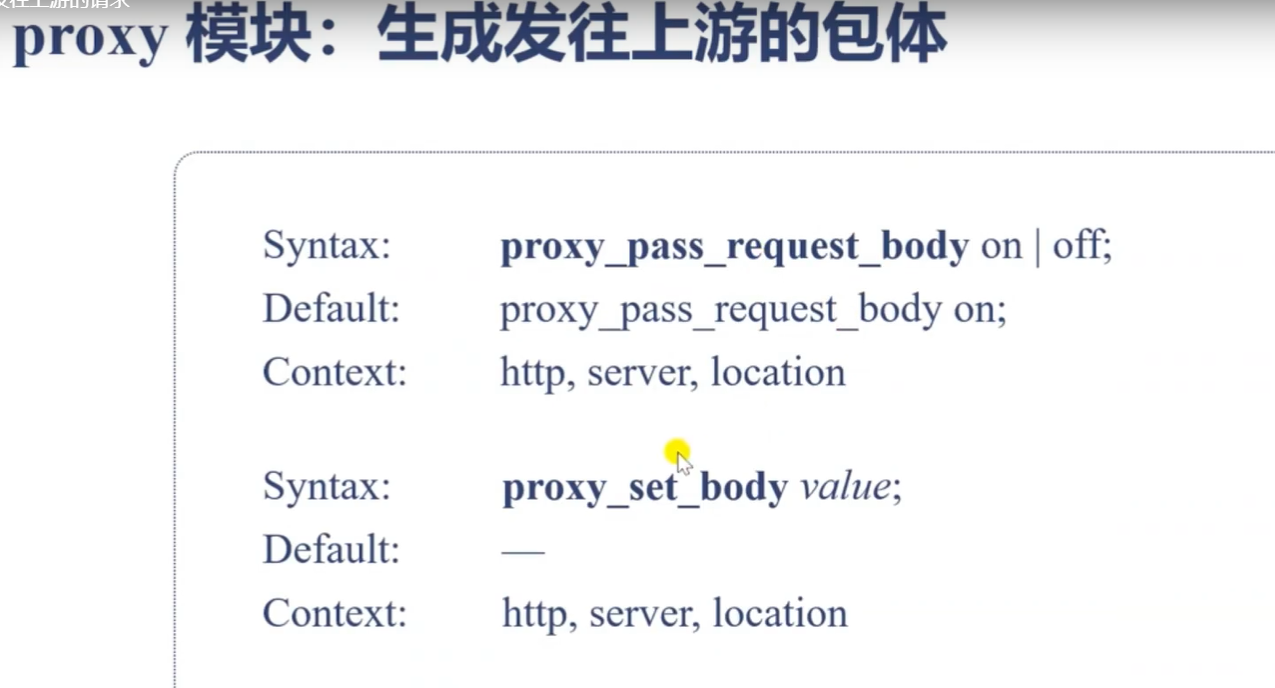 发往上游的请求
proxy 模块：生成发往上游的包体
Syntax: proxy_pass_request_body on | off;
Default: proxy_pass_request_body on;
Context: http, server, location
Syntax: proxy_set_body value;
Default: —
Context: http, server, location